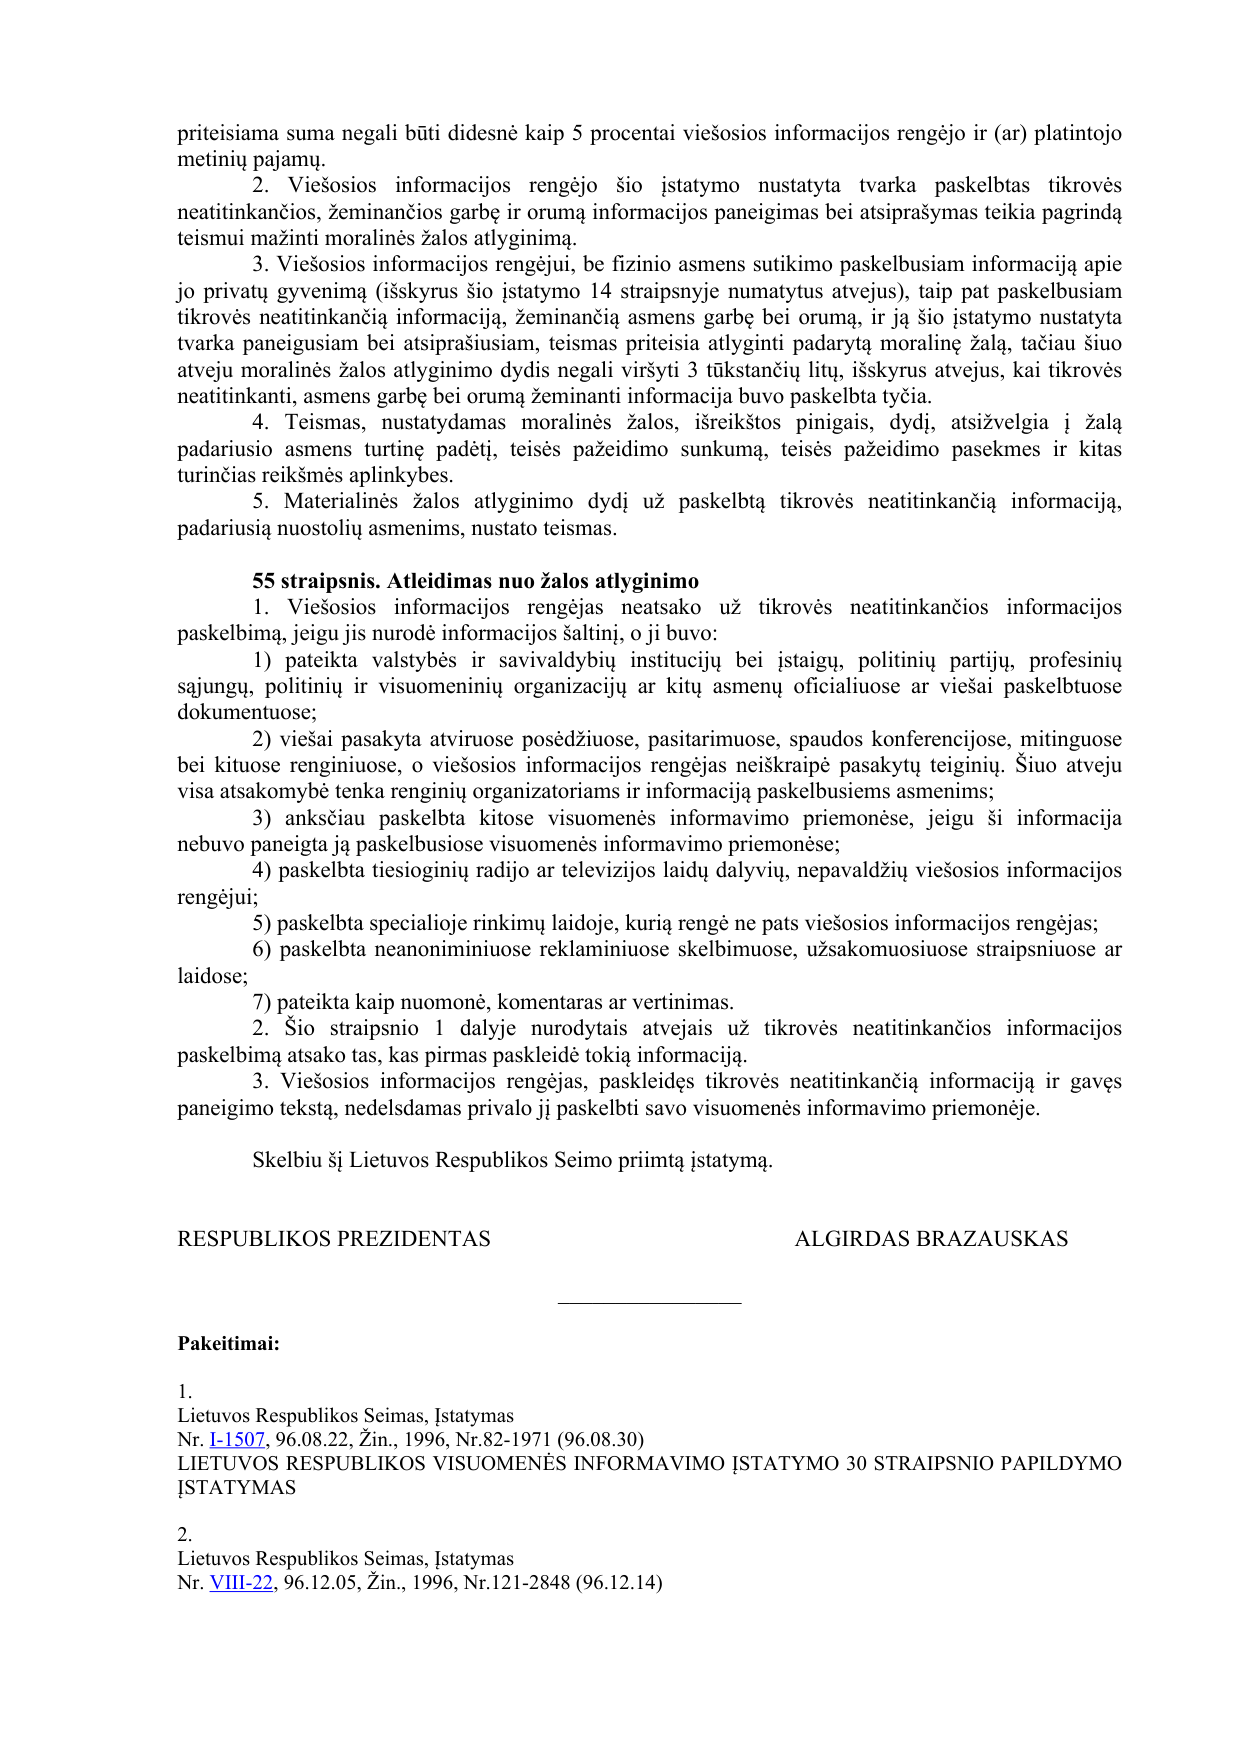 priteisiama suma negali būti didesnė kaip 5 procentai viešosios informacijos rengėjo ir (ar) platintojo
metinių pajamų.
2. Viešosios informacijos rengėjo šio įstatymo nustatyta tvarka paskelbtas tikrovės
neatitinkančios, žeminančios garbę ir orumą informacijos paneigimas bei atsiprašymas teikia pagrindą
teismui mažinti moralinės žalos atlyginimą.
3. Viešosios informacijos rengėjui, be fizinio asmens sutikimo paskelbusiam informaciją apie
jo privatų gyvenimą (išskyrus šio įstatymo 14 straipsnyje numatytus atvejus), taip pat paskelbusiam
tikrovės neatitinkančią informaciją, žeminančią asmens garbę bei orumą, ir ją šio įstatymo nustatyta
tvarka paneigusiam bei atsiprašiusiam, teismas priteisia atlyginti padarytą moralinę žalą, tačiau šiuo
atveju moralinės žalos atlyginimo dydis negali viršyti 3 tūkstančių litų, išskyrus atvejus, kai tikrovės
neatitinkanti, asmens garbę bei orumą žeminanti informacija buvo paskelbta tyčia.
4. Teismas, nustatydamas moralinės žalos, išreikštos pinigais, dydį, atsižvelgia į žalą
padariusio asmens turtinę padėtį, teisės pažeidimo sunkumą, teisės pažeidimo pasekmes ir kitas
turinčias reikšmės aplinkybes.
5. Materialinės žalos atlyginimo dydį už paskelbtą tikrovės neatitinkančią informaciją,
padariusią nuostolių asmenims, nustato teismas.
55 straipsnis. Atleidimas nuo žalos atlyginimo
1. Viešosios informacijos rengėjas neatsako už tikrovės neatitinkančios informacijos
paskelbimą, jeigu jis nurodė informacijos šaltinį, o ji buvo:
1) pateikta valstybės ir savivaldybių institucijų bei įstaigų, politinių partijų, profesinių
sąjungų, politinių ir visuomeninių organizacijų ar kitų asmenų oficialiuose ar viešai paskelbtuose
dokumentuose;
2) viešai pasakyta atviruose posėdžiuose, pasitarimuose, spaudos konferencijose, mitinguose
bei kituose renginiuose, o viešosios informacijos rengėjas neiškraipė pasakytų teiginių. Šiuo atveju
visa atsakomybė tenka renginių organizatoriams ir informaciją paskelbusiems asmenims;
3) anksčiau paskelbta kitose visuomenės informavimo priemonėse, jeigu ši informacija
nebuvo paneigta ją paskelbusiose visuomenės informavimo priemonėse;
4) paskelbta tiesioginių radijo ar televizijos laidų dalyvių, nepavaldžių viešosios informacijos
rengėjui;
5) paskelbta specialioje rinkimų laidoje, kurią rengė ne pats viešosios informacijos rengėjas;
6) paskelbta neanoniminiuose reklaminiuose skelbimuose, užsakomuosiuose straipsniuose ar
laidose;
7) pateikta kaip nuomonė, komentaras ar vertinimas.
2. Šio straipsnio 1 dalyje nurodytais atvejais už tikrovės neatitinkančios informacijos
paskelbimą atsako tas, kas pirmas paskleidė tokią informaciją.
3. Viešosios informacijos rengėjas, paskleidęs tikrovės neatitinkančią informaciją ir gavęs
paneigimo tekstą, nedelsdamas privalo jį paskelbti savo visuomenės informavimo priemonėje.
Skelbiu šį Lietuvos Respublikos Seimo priimtą įstatymą.
RESPUBLIKOS PREZIDENTAS ALGIRDAS BRAZAUSKAS
Pakeitimai:
1.
Lietuvos Respublikos Seimas, Įstatymas
Nr. I-1507, 96.08.22, Žin., 1996, Nr.82-1971 (96.08.30)
LIETUVOS RESPUBLIKOS VISUOMENĖS INFORMAVIMO ĮSTATYMO 30 STRAIPSNIO PAPILDYMO
ĮSTATYMAS
2.
Lietuvos Respublikos Seimas, Įstatymas
Nr. VIII-22, 96.12.05, Žin., 1996, Nr.121-2848 (96.12.14)